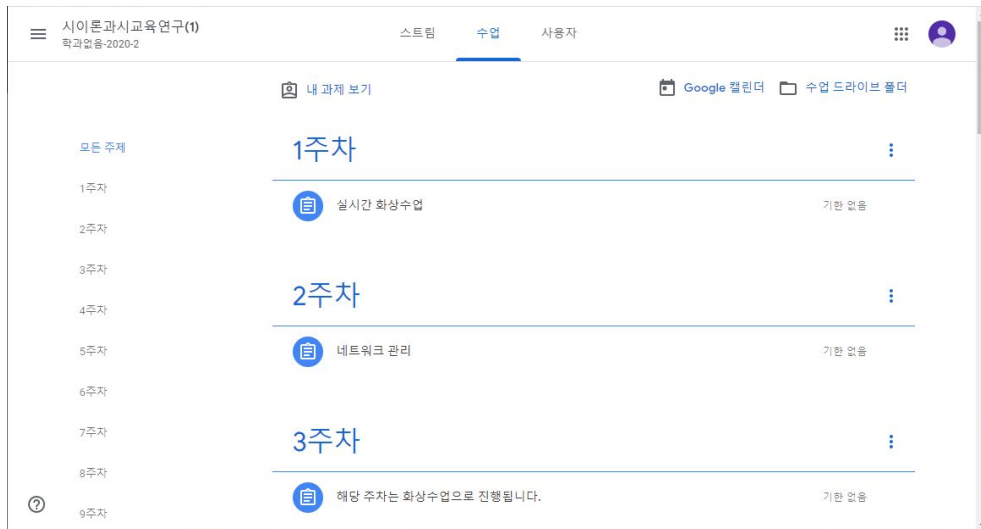 시이론과시교육연구(1)
학과없음-2020-2
스트림 수업 사용자
내 과제 보기
Google 캘린더 수업 드라이브 폴더
모든 주제
1주차
2주차
3주차
4주차
5주차
6주차
7주차
8주차
9주차
1주차
실시간 화상수업 기한 없음
2주차
네트워크 관리 기한 없음
3주차
해당 주차는 화상수업으로 진행됩니다. 기한 없음